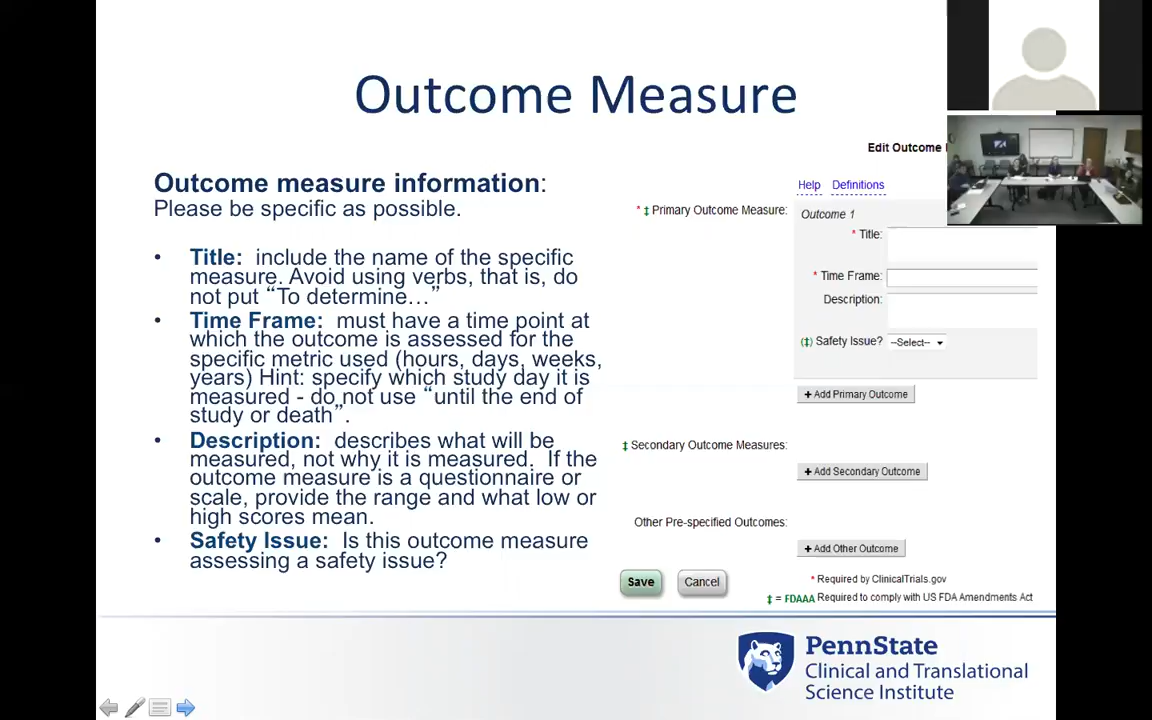 Outcome Measure
Outcome measure information:
Please be specific as possible.
• Title: include the name of the specific
measure. Avoid using verbs, that is, do
not put “To determine…”
• Time Frame: must have a time point at
which the outcome is assessed for the
specific metric used (hours, days, weeks,
years) Hint: specify which study day it is
measured - do not use “until the end of
study or death”.
• Description: describes what will be
measured, not why it is measured. If the
outcome measure is a questionnaire or
scale, provide the range and what low or
high scores mean.
• Safety Issue: Is this outcome measure
assessing a safety issue?
Edit Outcome
Help Definitions
* ‡ Primary Outcome Measure:
Outcome 1
* Title:
* Time Frame:
Description:
(‡) Safety Issue? --Select--
+ Add Primary Outcome
‡ Secondary Outcome Measures:
+ Add Secondary Outcome
Other Pre-specified Outcomes:
+ Add Other Outcome
Save Cancel
* Required by ClinicalTrials.gov
‡ = FDAAA Required to comply with US FDA Amendments Act
PennState
Clinical and Translational
Science Institute